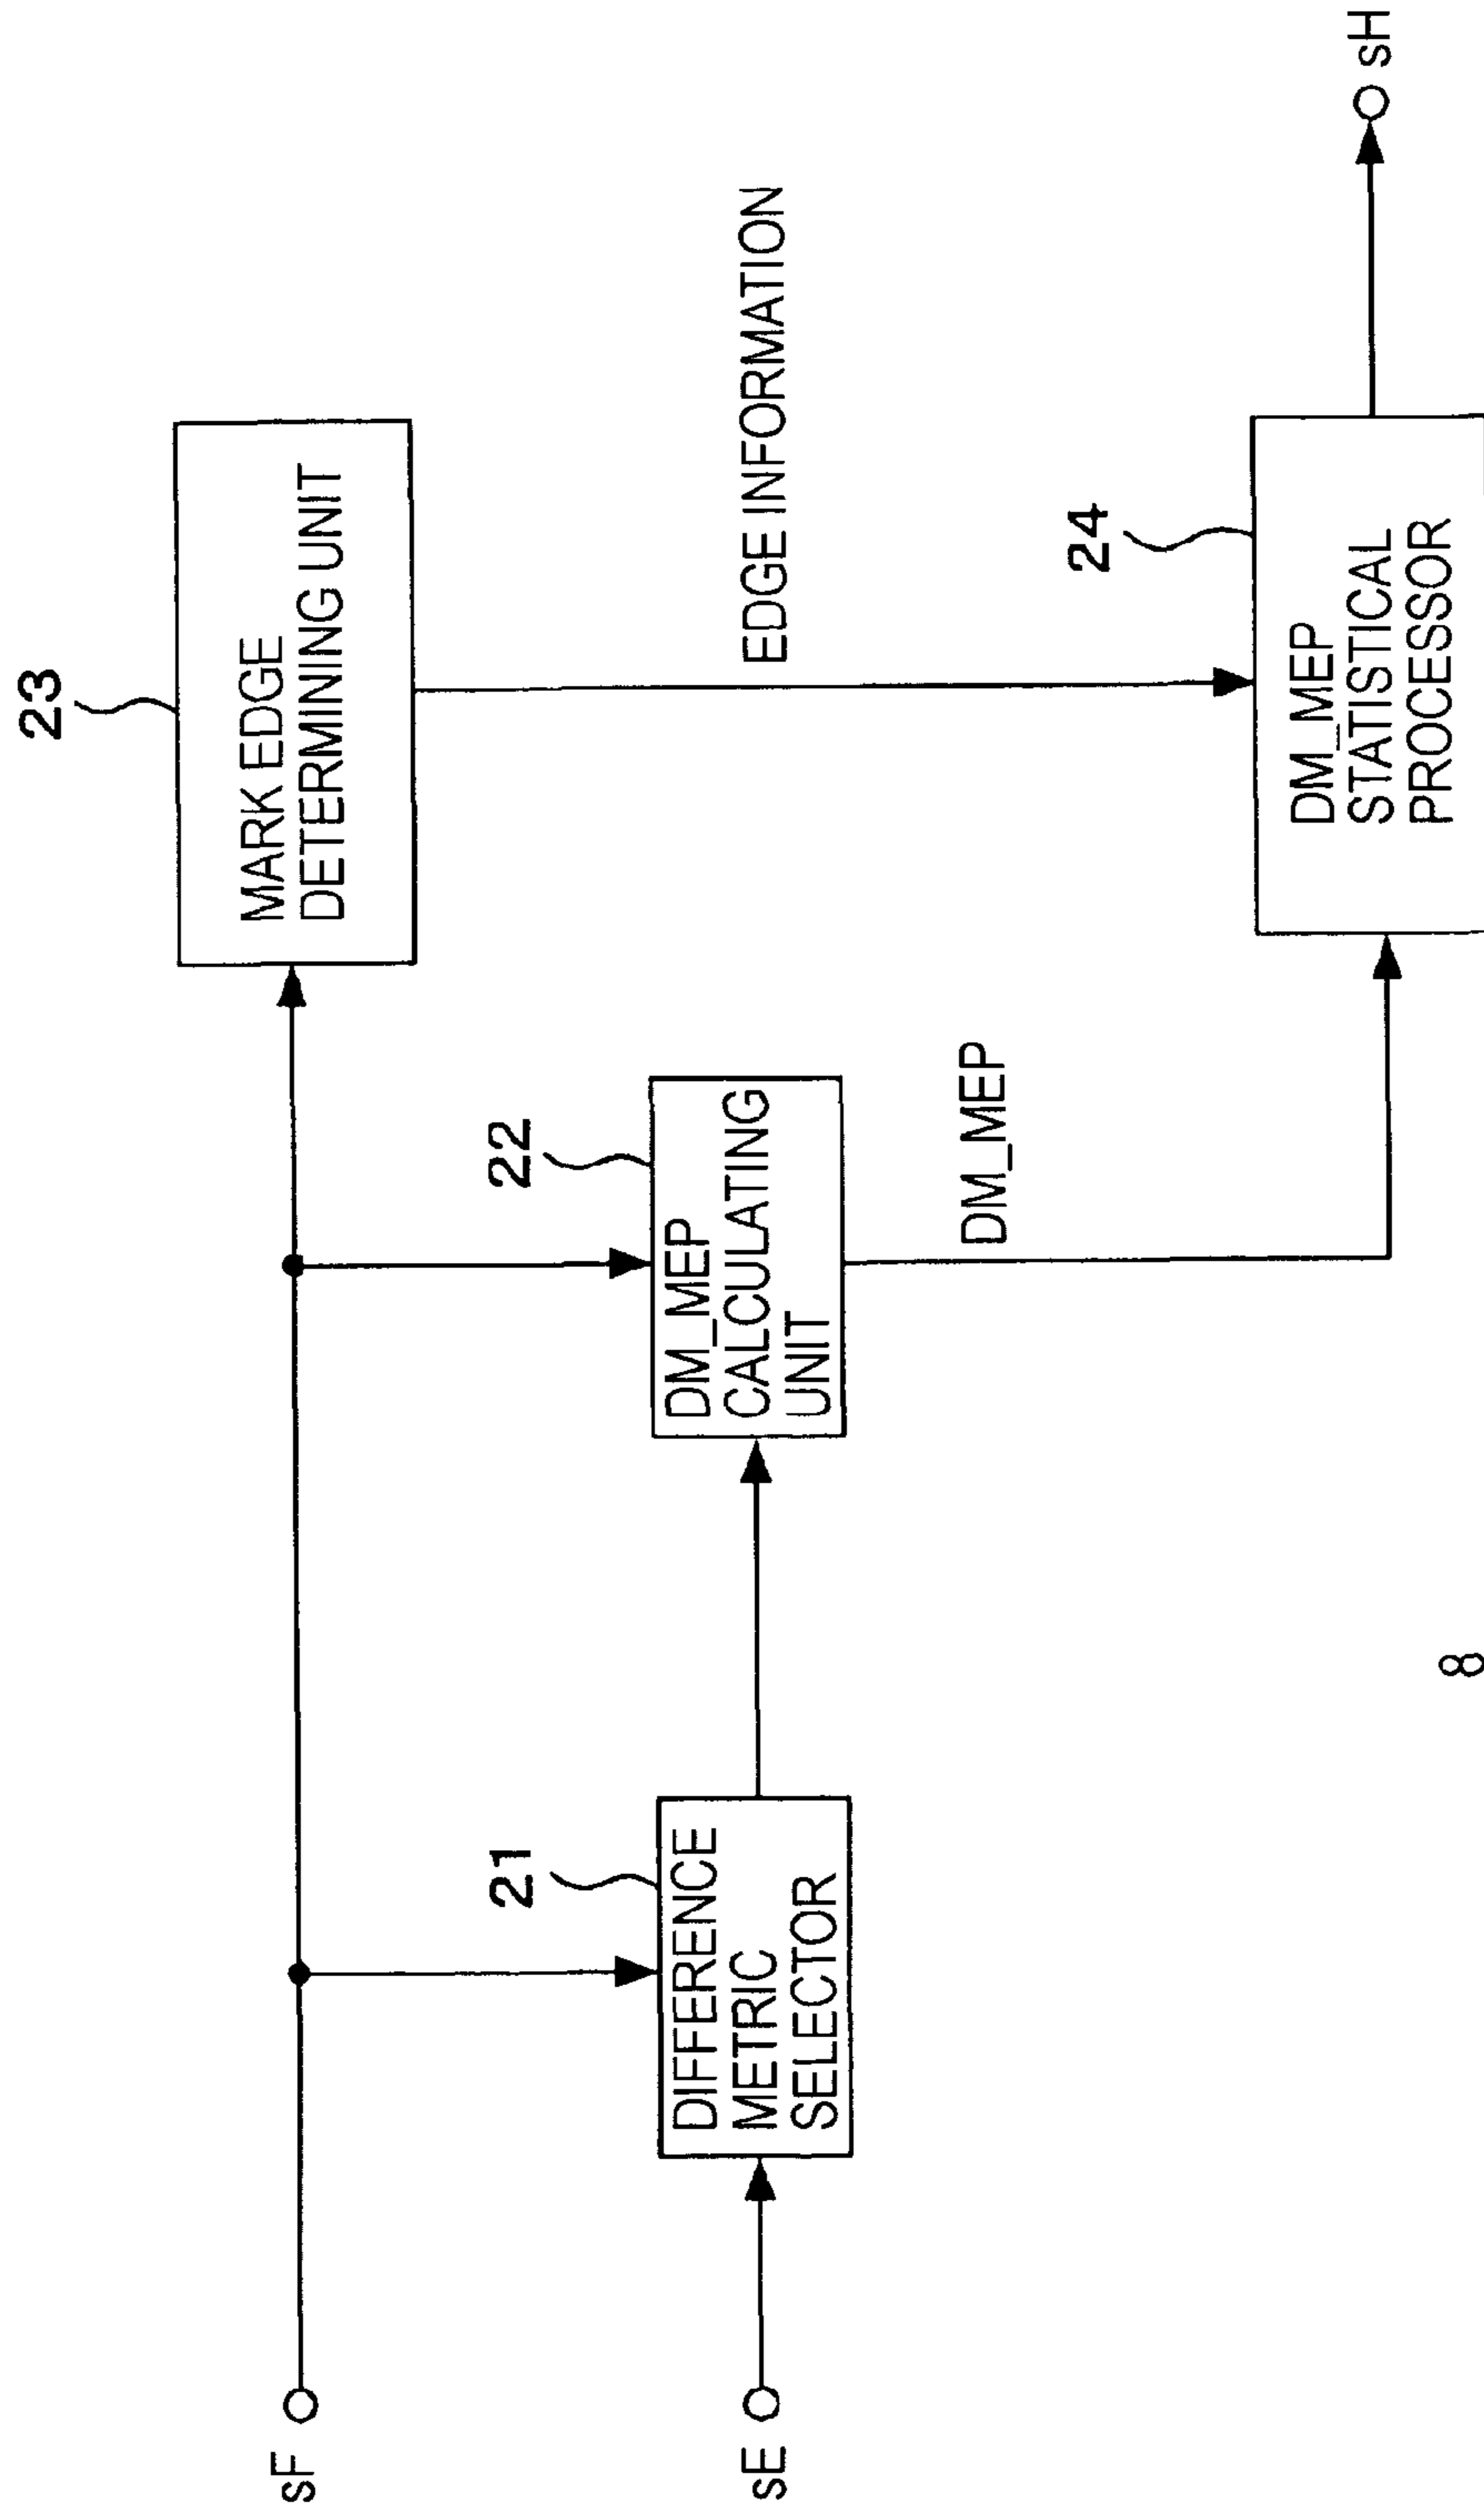 23
MARK EDGE
DETERMINING UNIT
sF
22
21
DM_MEP
CALCULATING
UNIT
DIFFERENCE
METRIC
SELECTOR
sE
EDGE INFORMATION
DM_MEP
24
DM_MEP
STATISTICAL
PROCESSOR
sH
8